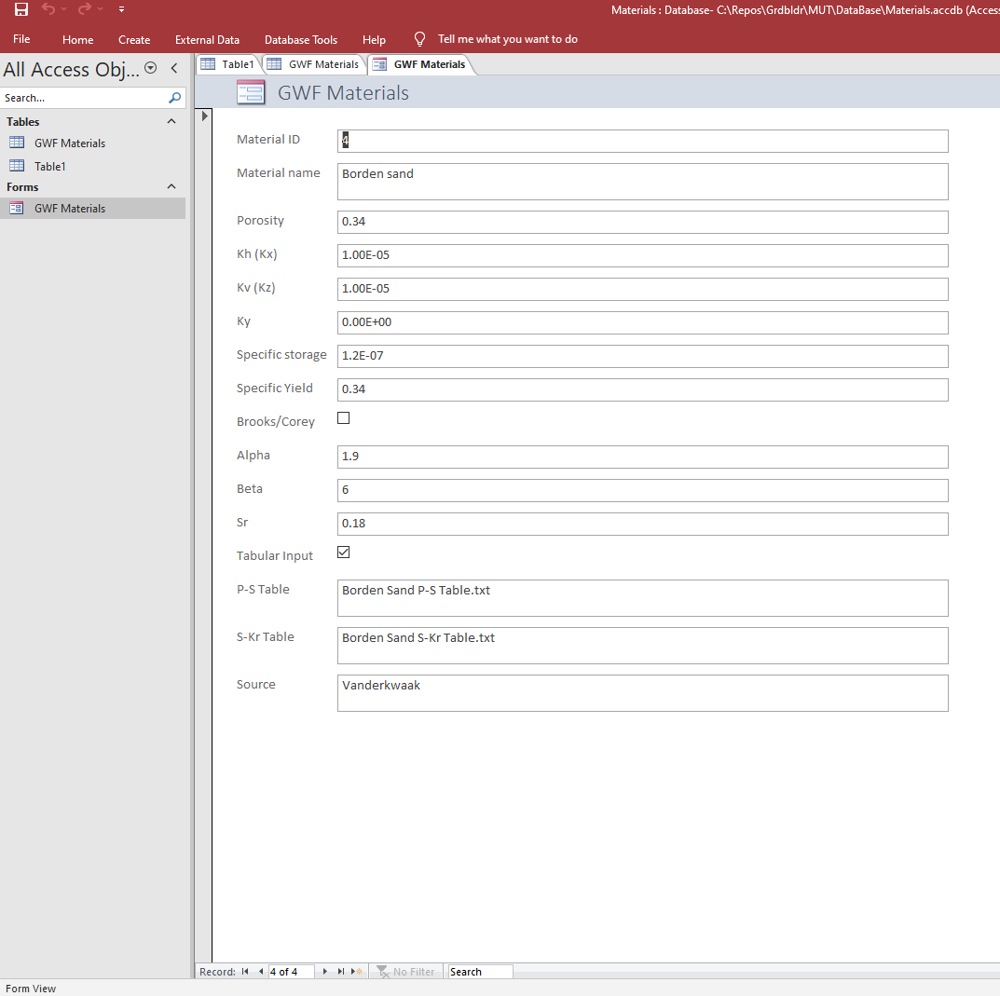 Materials : Database- C:\Repos\Grdbldr\MUT\DataBase\Materials.accdb (Access
File Home Create External Data Database Tools Help Tell me what you want to do
All Access Obj...
Search...
Tables
GWF Materials
Table1
Forms
GWF Materials
Table1 GWF Materials GWF Materials
GWF Materials
Material ID 4
Material name Borden sand
Porosity 0.34
Kh (Kx) 1.00E-05
Kv (Kz) 1.00E-05
Ky 0.00E+00
Specific storage 1.2E-07
Specific Yield 0.34
Brooks/Corey
Alpha 1.9
Beta 6
Sr 0.18
Tabular Input
P-S Table Borden Sand P-S Table.txt
S-Kr Table Borden Sand S-Kr Table.txt
Source Vanderkwaak
Record: 4 of 4 No Filter Search
Form View